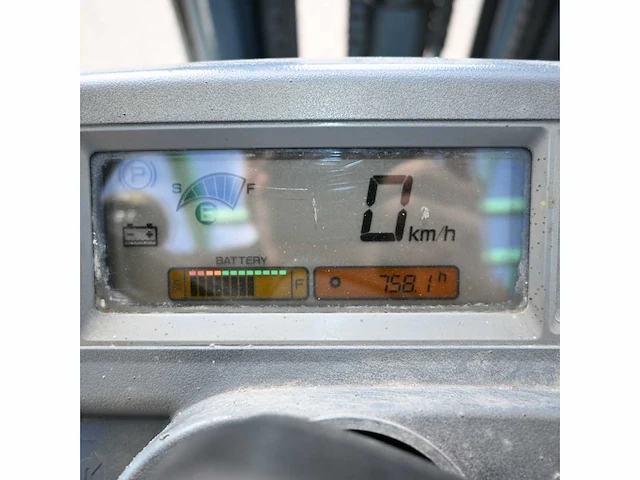 P
S F
E
0 km/h
BATTERY
F 758.1 h